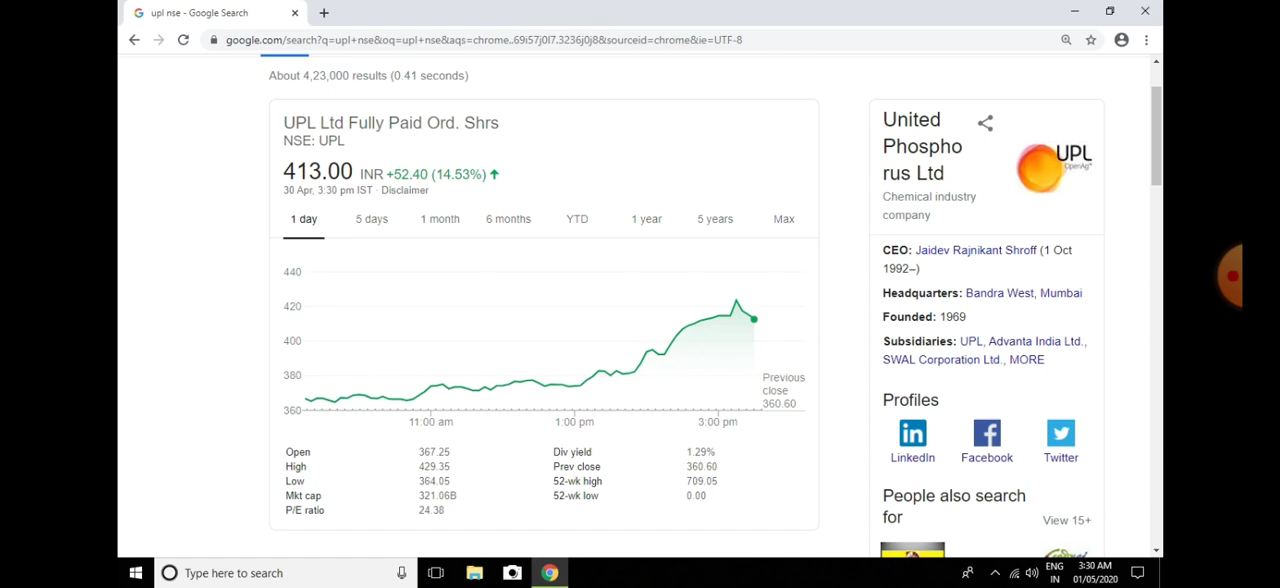 upl nse - Google Search
google.com/search?q=upl+nse&oq=upl+nse&aqs=chrome..69i57j0l7.3236j0j8&sourceid=chrome&ie=UTF-8
About 4,23,000 results (0.41 seconds)
UPL Ltd Fully Paid Ord. Shrs
NSE: UPL
413.00 INR +52.40 (14.53%)
30 Apr, 3:30 pm IST · Disclaimer
1 day 5 days 1 month 6 months YTD 1 year 5 years Max
440
420
400
380
360
Previous
close
360.60
11:00 am 1:00 pm 3:00 pm
Open 367.25 Div yield 1.29%
High 429.35 Prev close 360.60
Low 364.05 52-wk high 709.05
Mkt cap 321.06B 52-wk low 0.00
P/E ratio 24.38
United
Phospho
rus Ltd
UPL
OpenAg
Chemical industry
company
CEO: Jaidev Rajnikant Shroff (1 Oct
1992–)
Headquarters: Bandra West, Mumbai
Founded: 1969
Subsidiaries: UPL, Advanta India Ltd.,
SWAL Corporation Ltd., MORE
Profiles
LinkedIn Facebook Twitter
People also search
for
View 15+
Type here to search
ENG
IN
3:30 AM
01/05/2020